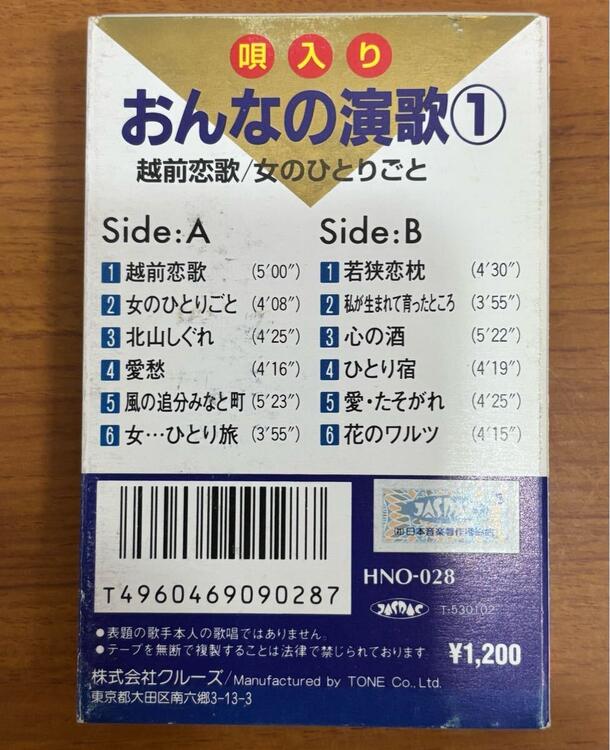 唄入り
おんなの演歌①
越前恋歌/女のひとりごと
Side:A
1 越前恋歌 (5'00")
2 女のひとりごと (4'08")
3 北山しぐれ (4'25")
4 愛愁 (4'16")
5 風の追分みなと町 (5'23")
6 女…ひとり旅 (3'55")
Side:B
1 若狭恋枕 (4'30")
2 私が生まれて育ったところ (3'55")
3 心の酒 (5'22")
4 ひとり宿 (4'19")
5 愛・たそがれ (4'25")
6 花のワルツ (4'15")
T4960469090287
JASRAC
HNO-028
JASRAC T-530102
●表題の歌手本人の歌唱ではありません。
●テープを無断で複製することは法律で禁じられております
¥1,200
株式会社クルーズ/Manufactured by TONE Co., Ltd.
東京都大田区南六郷3-13-3